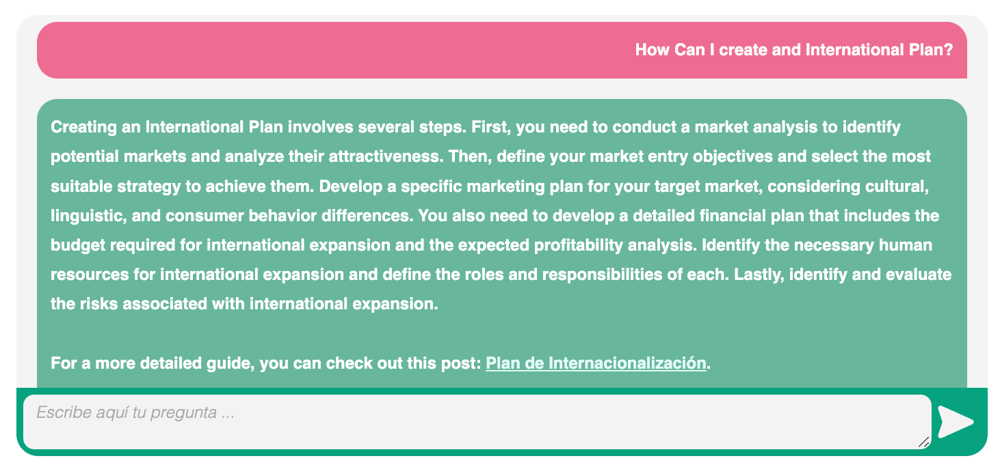 How Can I create and International Plan?
Creating an International Plan involves several steps. First, you need to conduct a market analysis to identify
potential markets and analyze their attractiveness. Then, define your market entry objectives and select the most
suitable strategy to achieve them. Develop a specific marketing plan for your target market, considering cultural,
linguistic, and consumer behavior differences. You also need to develop a detailed financial plan that includes the
budget required for international expansion and the expected profitability analysis. Identify the necessary human
resources for international expansion and define the roles and responsibilities of each. Lastly, identify and evaluate
the risks associated with international expansion.
For a more detailed guide, you can check out this post: Plan de Internacionalización.
Escribe aquí tu pregunta ...